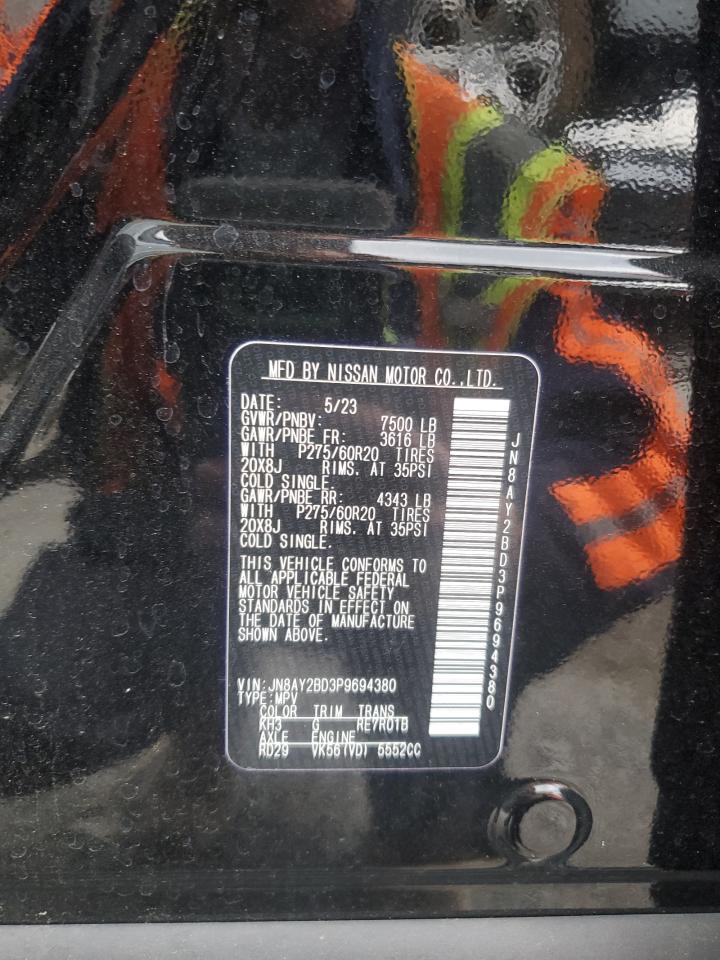 MFD BY NISSAN MOTOR CO.,LTD.
DATE: 5/23
GVWR/PNBV: 7500 LB
GAWR/PNBE FR: 3616 LB
WITH P275/60R20 TIRES
20X8J RIMS. AT 35PSI
COLD SINGLE.
GAWR/PNBE RR: 4343 LB
WITH P275/60R20 TIRES
20X8J RIMS. AT 35PSI
COLD SINGLE.
THIS VEHICLE CONFORMS TO
ALL APPLICABLE FEDERAL
MOTOR VEHICLE SAFETY
STANDARDS IN EFFECT ON
THE DATE OF MANUFACTURE
SHOWN ABOVE.
VIN:JN8AY2BD3P9694380
TYPE:MPV
COLOR TRIM TRANS
KH3 G RE7R01B
AXLE ENGINE
RD29 VK56(VD) 5552CC
JN8AY2BD3P9694380